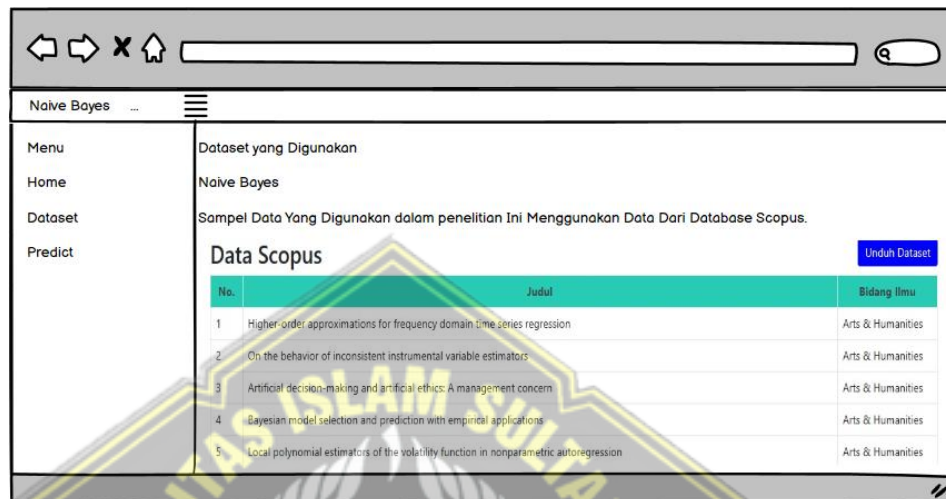 Naive Bayes ...
Menu
Home
Dataset
Predict
Dataset yang Digunakan
Naive Bayes
Sampel Data Yang Digunakan dalam penelitian Ini Menggunakan Data Dari Database Scopus.
Data Scopus
Unduh Dataset
No. Judul Bidang Ilmu
1 Higher-order approximations for frequency domain time series regression Arts & Humanities
2 On the behavior of inconsistent instrumental variable estimators Arts & Humanities
3 Artificial decision-making and artificial ethics: A management concern Arts & Humanities
4 Bayesian model selection and prediction with empirical applications Arts & Humanities
5 Local polynomial estimators of the volatility function in nonparametric autoregression Arts & Humanities
ISLAM